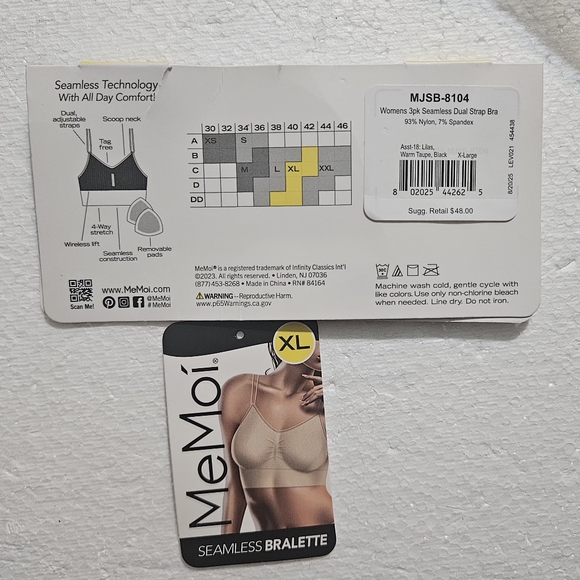 Seamless Technology
With All Day Comfort!
Dual,
adjustable
straps
Scoop neck
Tag
free
4-Way
stretch
Wireless lift
Seamless
construction
Removable
pads
30 32 34 36 38 40 42 44 46
A XS S
B
C M L XL XXL
D
DD
MJSB-8104
Womens 3pk Seamless Dual Strap Bra
93% Nylon, 7% Spandex
Asst-18: Lilas,
Warm Taupe, Black X-Large
8 02025 44262 5
Sugg. Retail $48.00
8/20/25 LEV021 454438
Scan Me!
www.MeMoi.com
@MeMoi
# MeMoi
MeMoi® is a registered trademark of Infinity Classics Int'l
©2023. All rights reserved. • Linden, NJ 07036
(877)453-8268 • Made in China • RN# 84164
WARNING – Reproductive Harm.
www.p65Warnings.ca.gov
Machine wash cold, gentle cycle with
like colors. Use only non-chlorine bleach
when needed. Line dry. Do not iron.
XL
MeMoí®
SEAMLESS BRALETTE